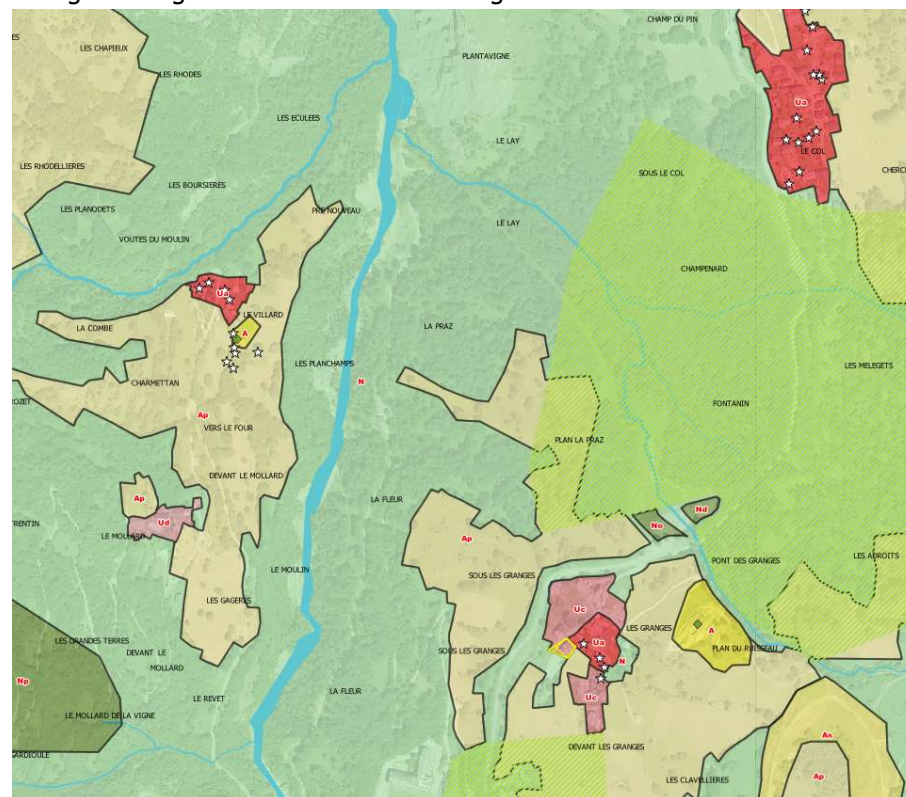 CHAMP DU PIN
LES CHAPIEUX
PLANTAVIGNE
LES RHODES
Ua
LES ECULEES
LE LAY
LE COL
LES RHODELLIERES
SOUS LE COL
CHERC
LES BOURSIERES
LES PLANODETS
PRE NOUVEAU
LE LAY
VOUTES DU MOULIN
CHAMPENARD
Ua
LE VILLARD
LA COMBE
A
LA PRAZ
LES PLANCHAMPS
LES MELEGETS
N
CHARMETTAN
ROZET
FONTANIN
Ap
VERS LE FOUR
PLAN LA PRAZ
DEVANT LE MOLLARD
Ap
LA FLEUR
Ud
TRENTIN
No
Nd
LE MOLLARD
Ap
LES ADROITS
PONT DES GRANGES
LE MOULIN
SOUS LES GRANGES
LES GAGERES
Uc
LES GRANGES
A
LES GRANDES TERRES
Ua
PLAN DU RUISSEAU
DEVANT LE
MOLLARD
SOUS LES GRANGES
N
Np
LE REVET
LA FLEUR
Uc
LE MOLLARD DE LA VIGNE
As
DEVANT LES GRANGES
GARDIOULE
Ap
LES CLAVELLIERES